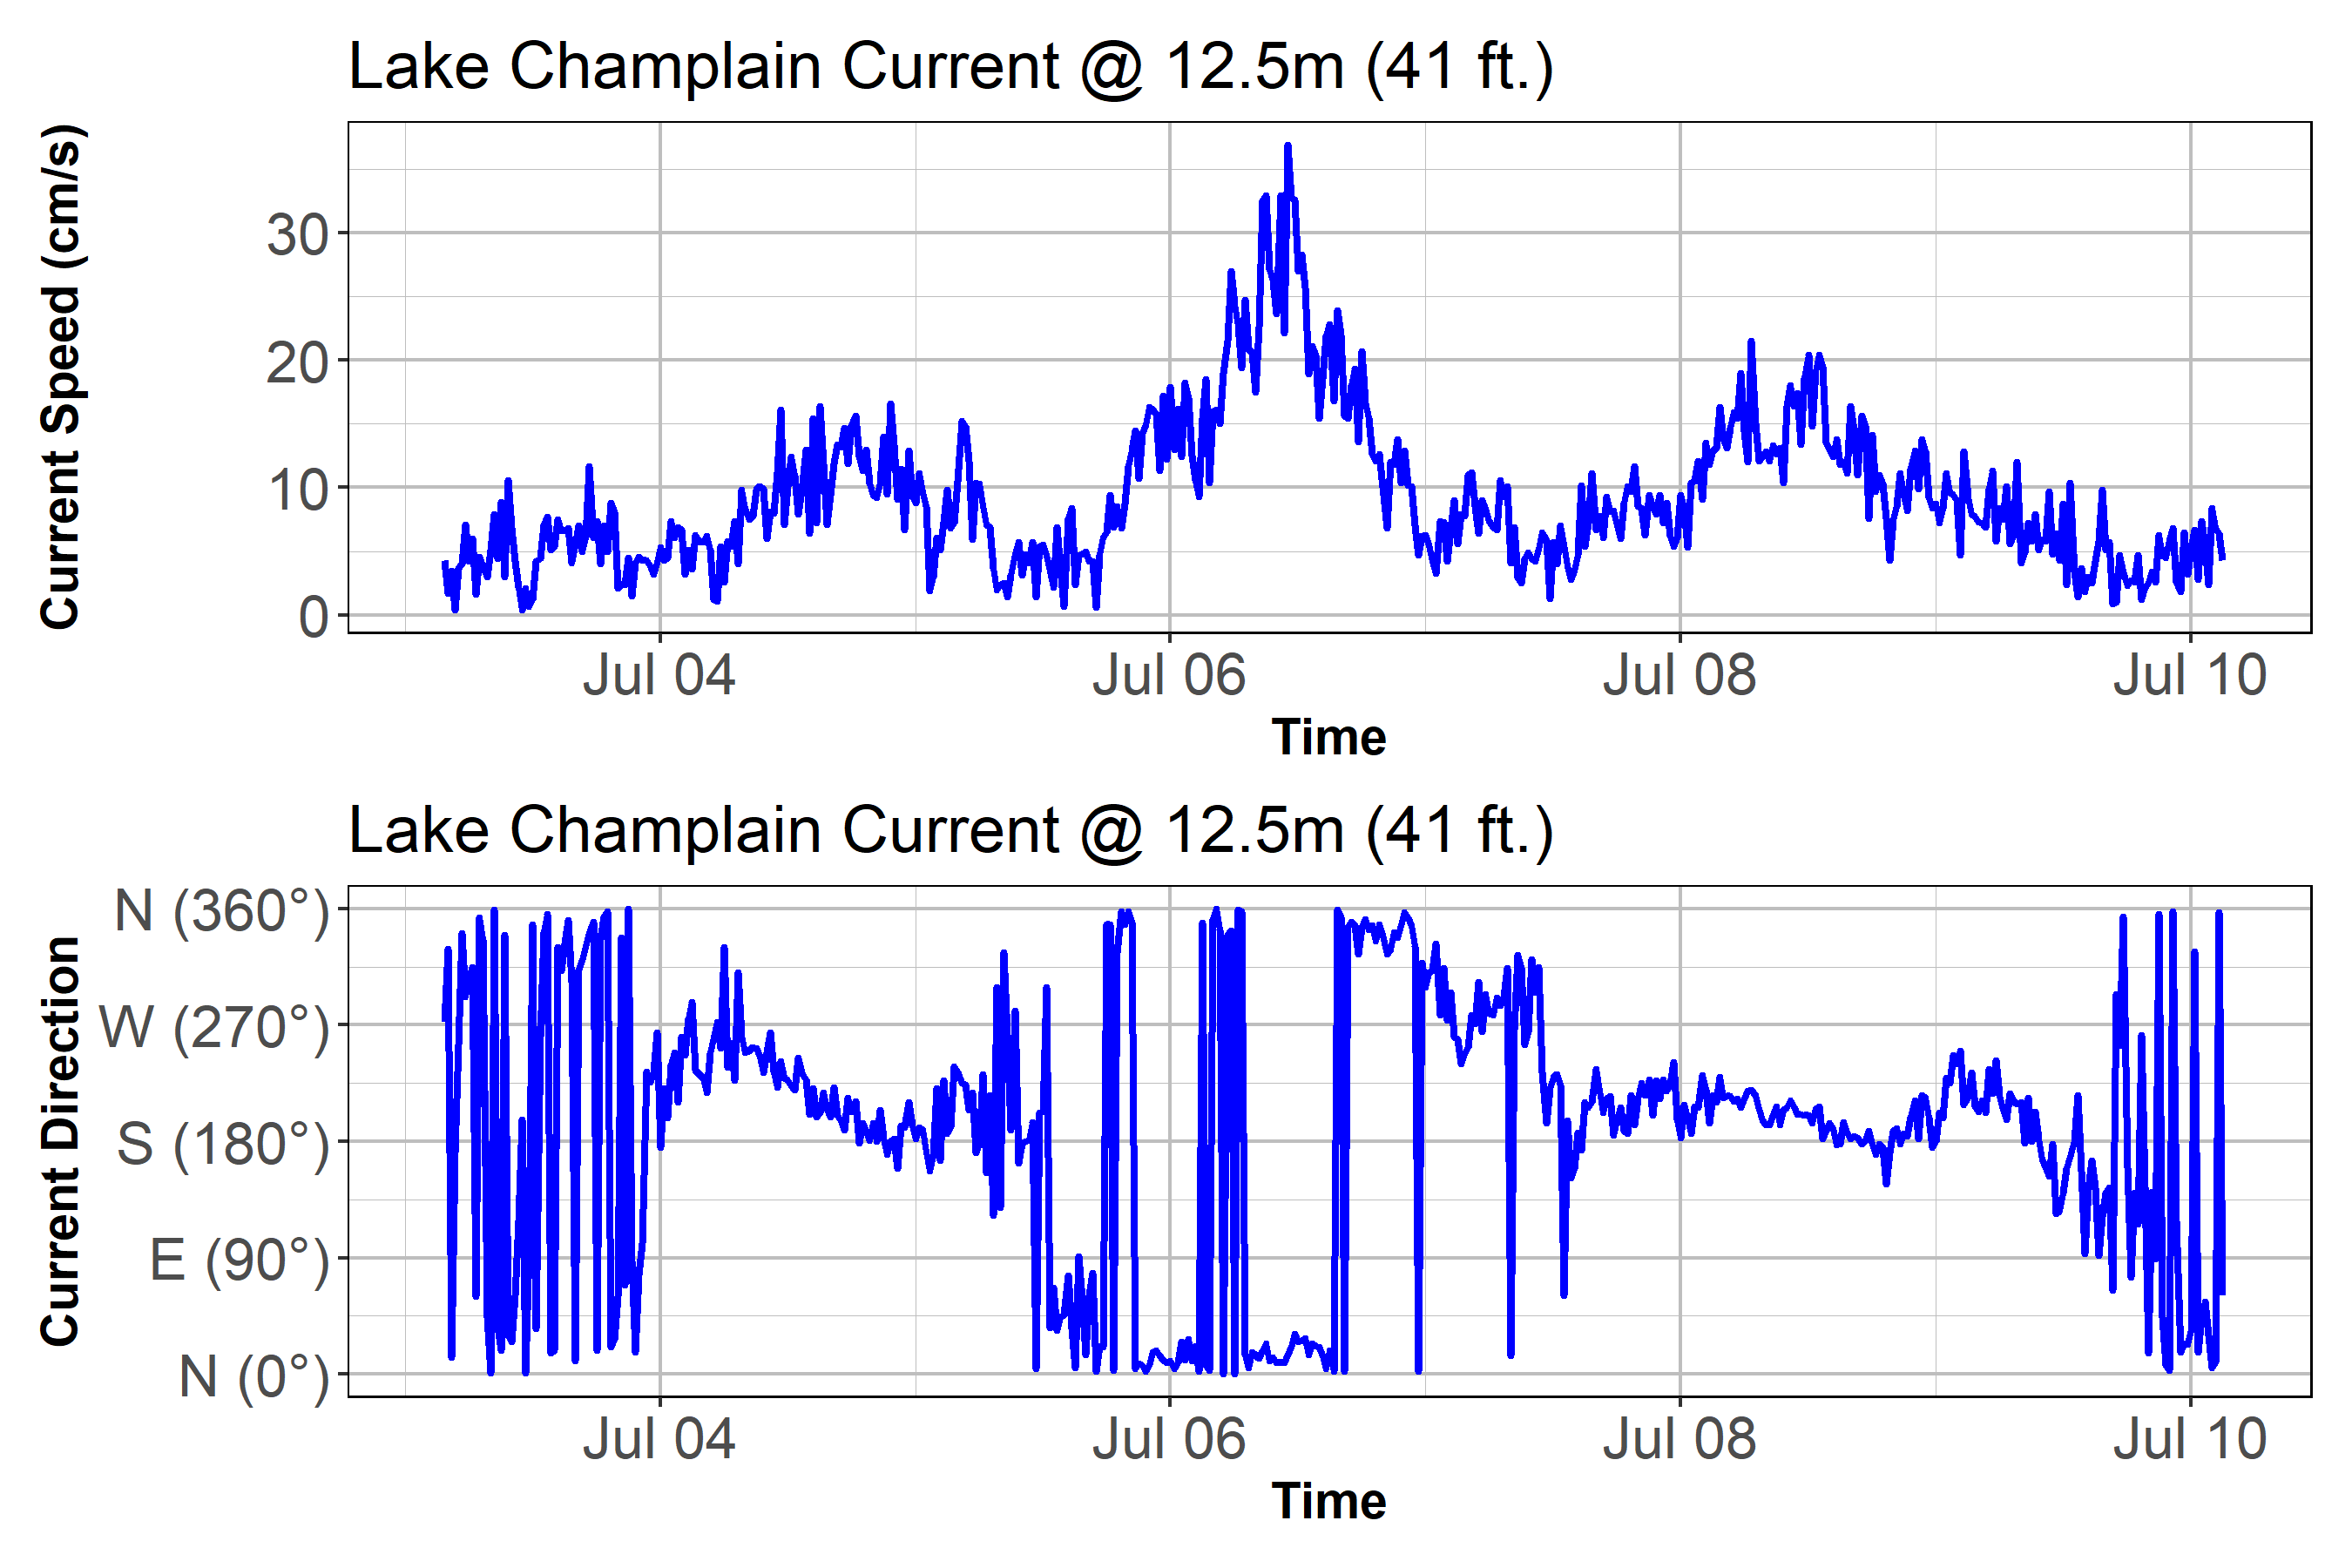 Lake Champlain Current @ 12.5m (41 ft.)
Current Speed (cm/s)
30
20
10
0
Jul 04 Jul 06 Jul 08 Jul 10
Time
Lake Champlain Current @ 12.5m (41 ft.)
Current Direction
N (360°)
W (270°)
S (180°)
E (90°)
N (0°)
Jul 04 Jul 06 Jul 08 Jul 10
Time